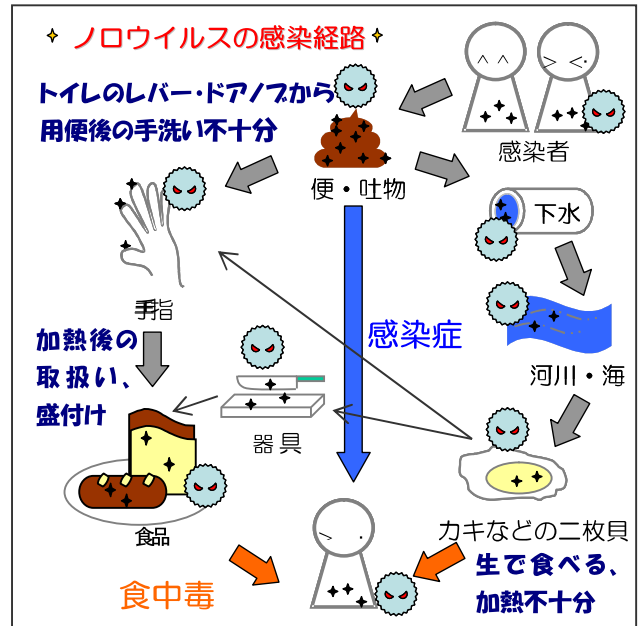 ノロウイルスの感染経路
トイレのレバー・ドアノブから
用便後の手洗い不十分
感染者
便・吐物
下水
手指
感染症
加熱後の
取扱い、
盛付け
河川・海
器具
カキなどの二枚貝
食品
生で食べる、
加熱不十分
食中毒